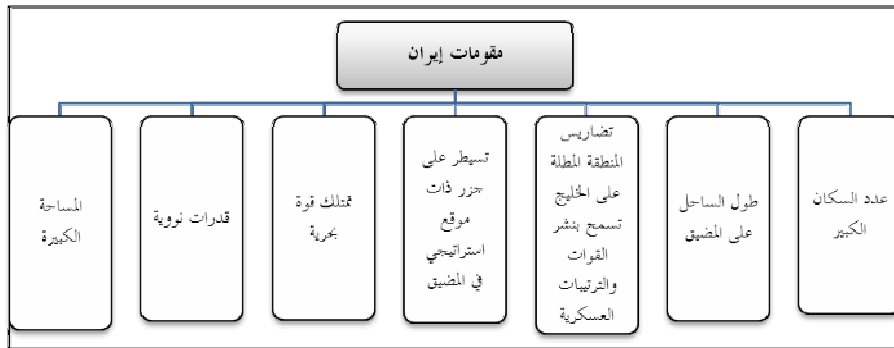 مقومات إيران
عدد السكان
الكبير
طول الساحل
على المضيق
تضاريس
المنطقة المطلة
على الخليج
تسمح بنشر
القوات
والترتيبات
العسكرية
تسيطر على
جزر ذات
موقع
استراتيجي
في المضيق
تمتلك قوة
بحرية
قدرات نووية
المساحة
الكبيرة